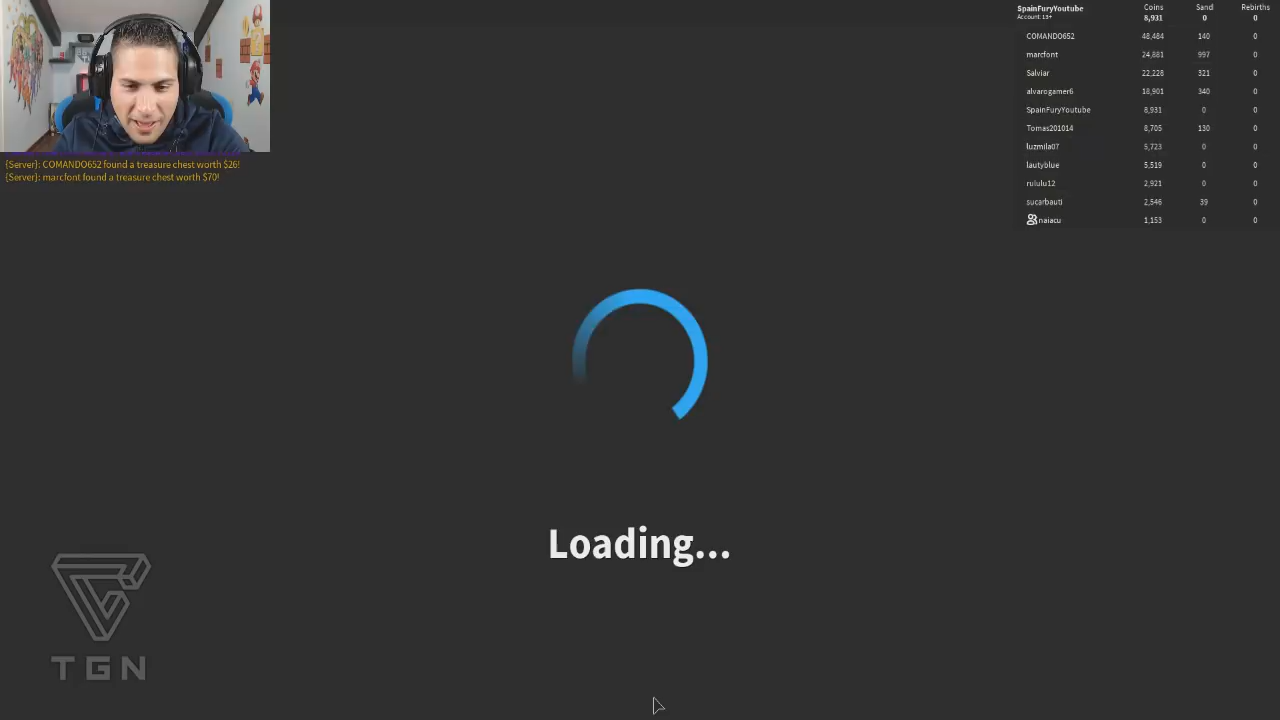 SpainFuryYoutube Coins Sand Rebirths
Account: 13+ 8,931 0 0
COMANDO652 48,484 140 0
marcfont 24,881 997 0
Salviar 22,228 321 0
alvarogamer6 18,901 340 0
SpainFuryYoutube 8,931 0 0
Tomas201014 8,705 130 0
luzmila07 5,723 0 0
lautyblue 5,519 0 0
rululu12 2,921 0 0
sucarbauti 2,546 39 0
naiacu 1,153 0 0
{Server}: COMANDO652 found a treasure chest worth $26!
{Server}: marcfont found a treasure chest worth $70!
Loading...
TGN